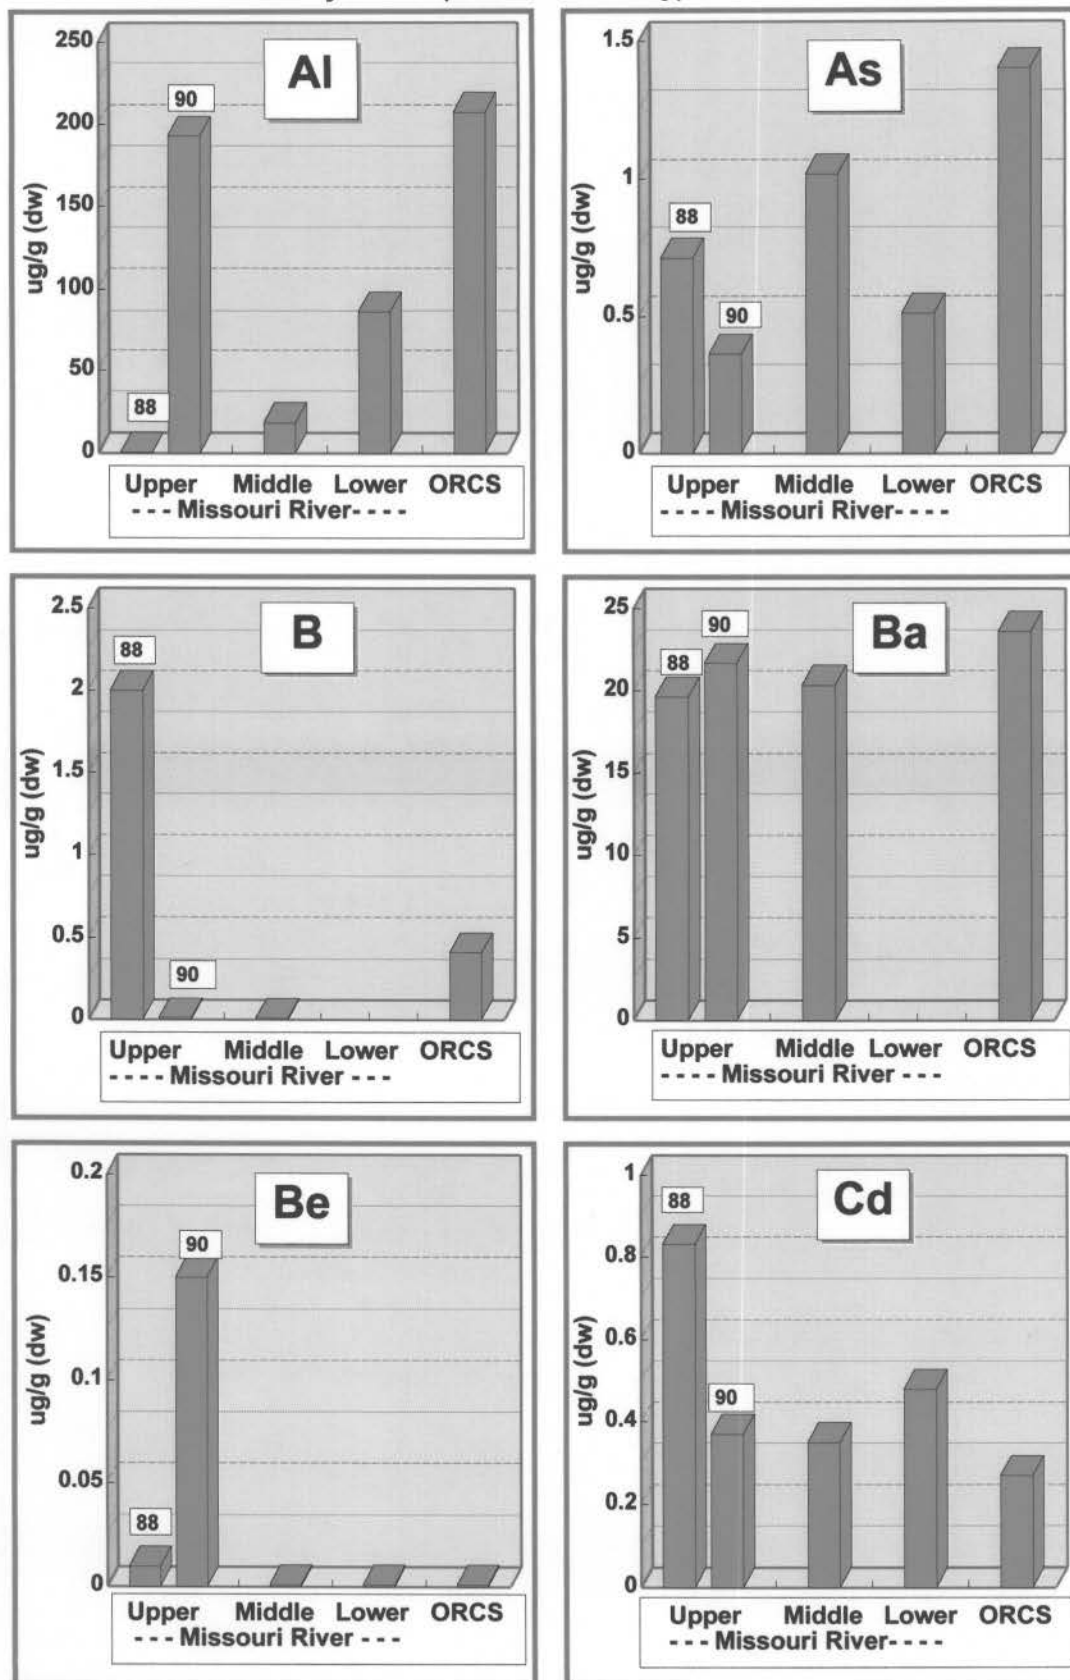 250
200
150
100
50
0
ug/g (dw)
Al
88
90
Upper Middle Lower ORCS
- - - Missouri River- - - -
1.5
1
0.5
0
ug/g (dw)
As
88
90
Upper Middle Lower ORCS
- - - - Missouri River- - - -
2.5
2
1.5
1
0.5
0
ug/g (dw)
B
88
90
Upper Middle Lower ORCS
- - - - Missouri River - - -
25
20
15
10
5
0
ug/g (dw)
Ba
88
90
Upper Middle Lower ORCS
- - - - Missouri River - - -
0.2
0.15
0.1
0.05
0
ug/g (dw)
Be
88
90
Upper Middle Lower ORCS
- - - Missouri River - - -
1
0.8
0.6
0.4
0.2
0
ug/g (dw)
Cd
88
90
Upper Middle Lower ORCS
- - - Missouri River- - - -